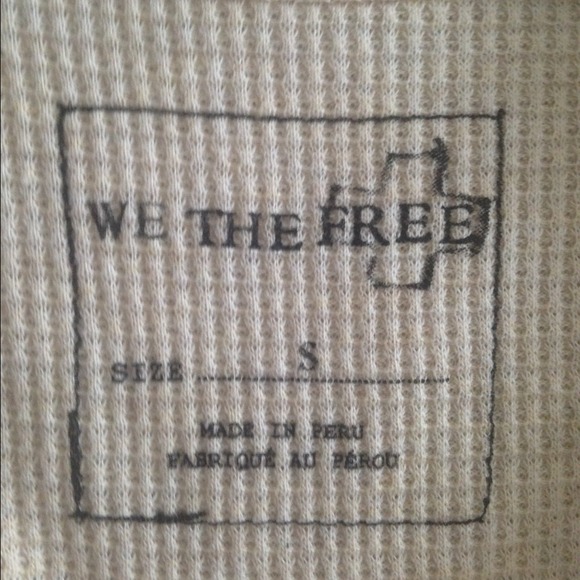 WE THE FREE
SIZE S
MADE IN PERU
FABRIQUÉ AU PÉROU